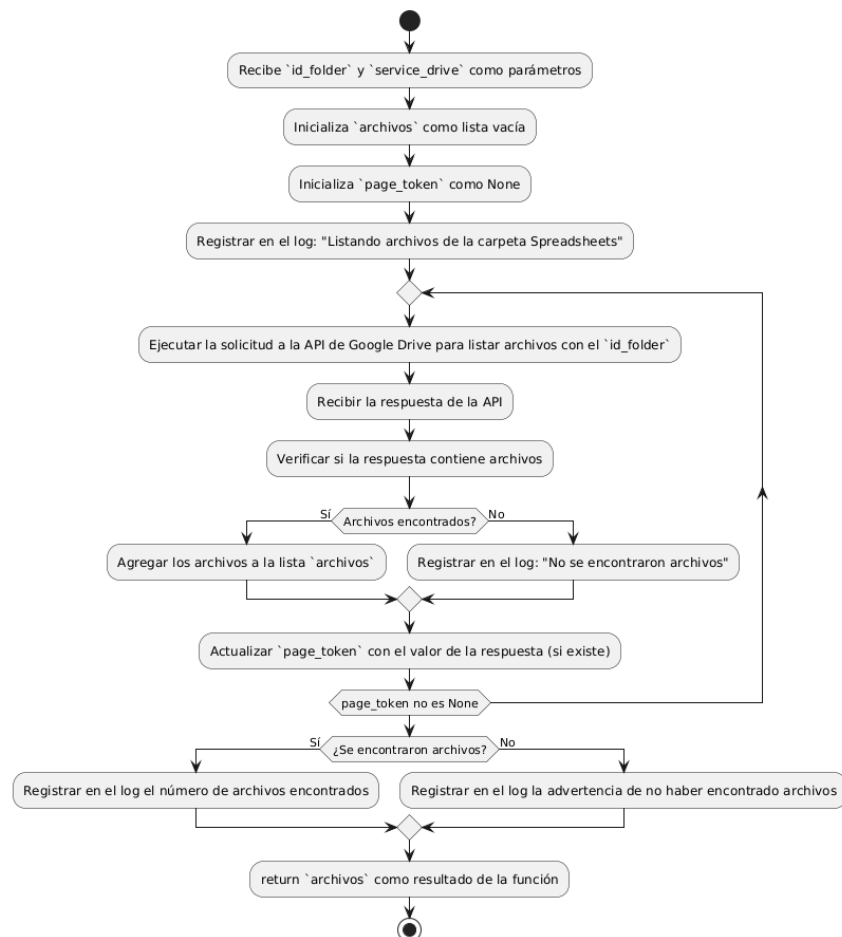 Recibe `id_folder` y `service_drive` como parámetros
Inicializa `archivos` como lista vacía
Inicializa `page_token` como None
Registrar en el log: "Listando archivos de la carpeta Spreadsheets"
Ejecutar la solicitud a la API de Google Drive para listar archivos con el `id_folder`
Recibir la respuesta de la API
Verificar si la respuesta contiene archivos
Sí
Archivos encontrados?
No
Agregar los archivos a la lista `archivos`
Registrar en el log: "No se encontraron archivos"
Actualizar `page_token` con el valor de la respuesta (si existe)
page_token no es None
Sí
¿Se encontraron archivos?
No
Registrar en el log el número de archivos encontrados
Registrar en el log la advertencia de no haber encontrado archivos
return `archivos` como resultado de la función